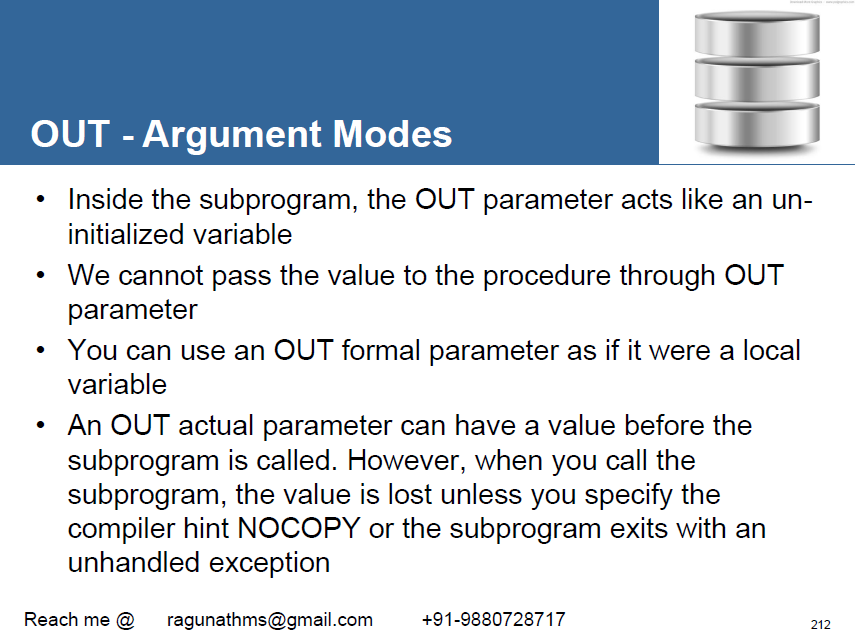 OUT - Argument Modes
• Inside the subprogram, the OUT parameter acts like an un-
initialized variable
• We cannot pass the value to the procedure through OUT
parameter
• You can use an OUT formal parameter as if it were a local
variable
• An OUT actual parameter can have a value before the
subprogram is called. However, when you call the
subprogram, the value is lost unless you specify the
compiler hint NOCOPY or the subprogram exits with an
unhandled exception
Reach me @ ragunathms@gmail.com +91-9880728717
212